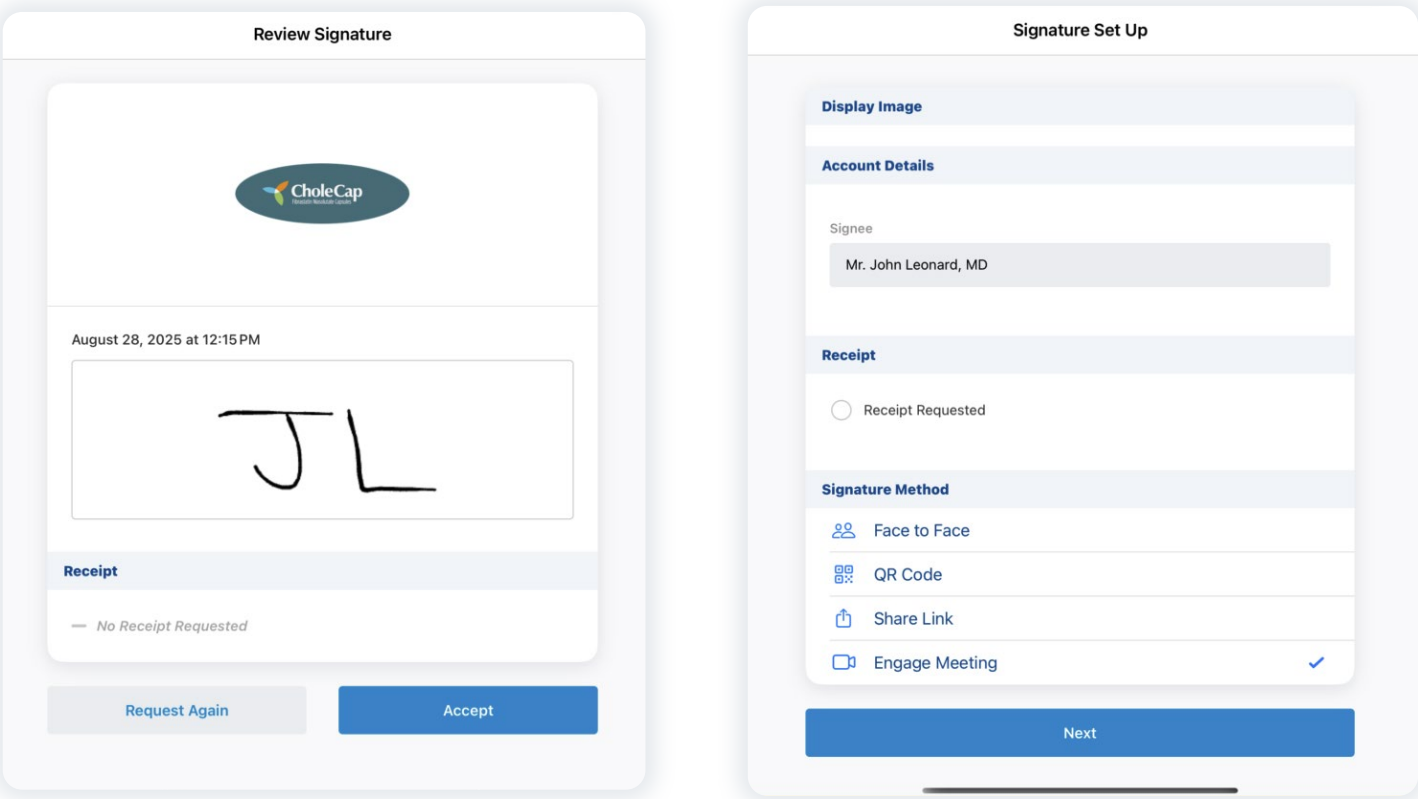 Review Signature
CholeCap
August 28, 2025 at 12:15 PM
JL
Receipt
No Receipt Requested
Request Again
Accept
Signature Set Up
Display Image
Account Details
Signee
Mr. John Leonard, MD
Receipt
Receipt Requested
Signature Method
Face to Face
QR Code
Share Link
Engage Meeting
Next